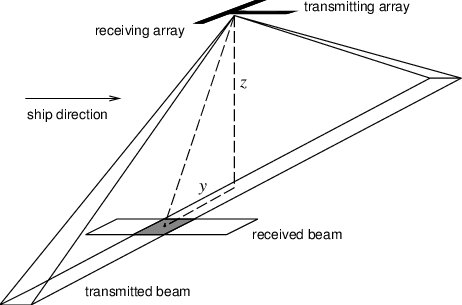 transmitting array
receiving array
z
ship direction
y
received beam
transmitted beam